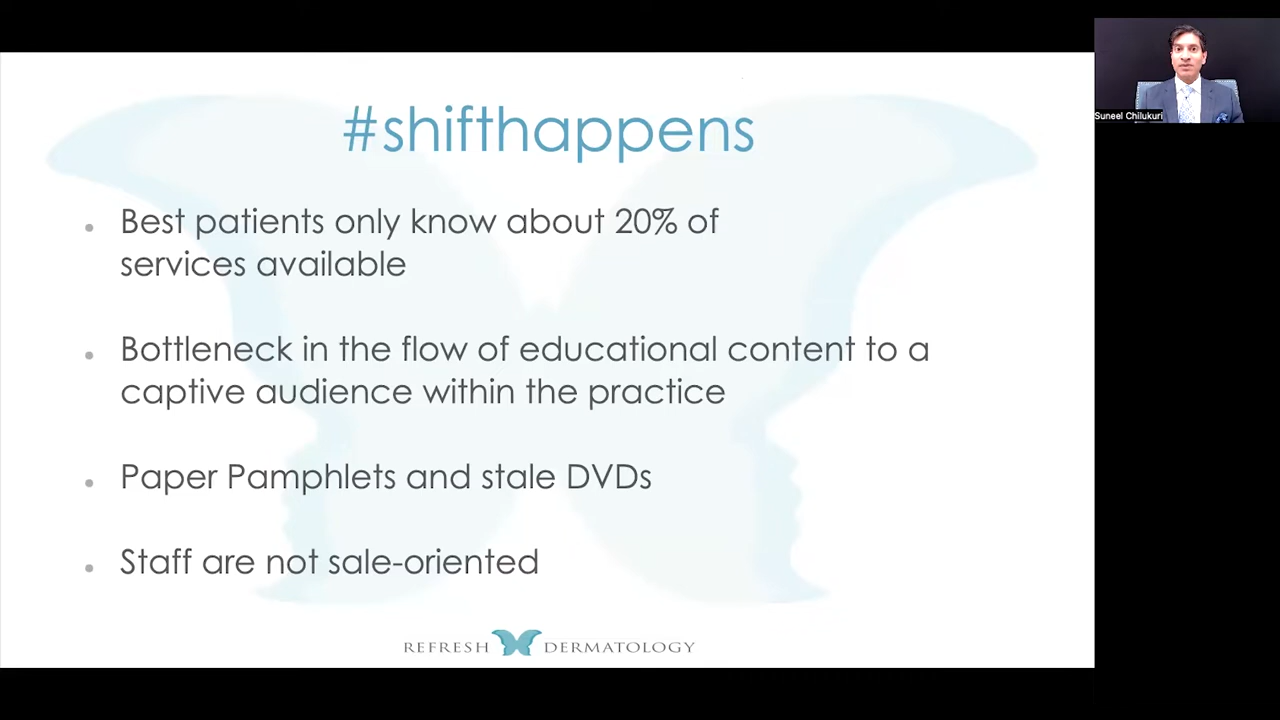 #shifthappens
Best patients only know about 20% of
services available
Bottleneck in the flow of educational content to a
captive audience within the practice
Paper Pamphlets and stale DVDs
Staff are not sale-oriented
REFRESH DERMATOLOGY
Suneel Chilukuri